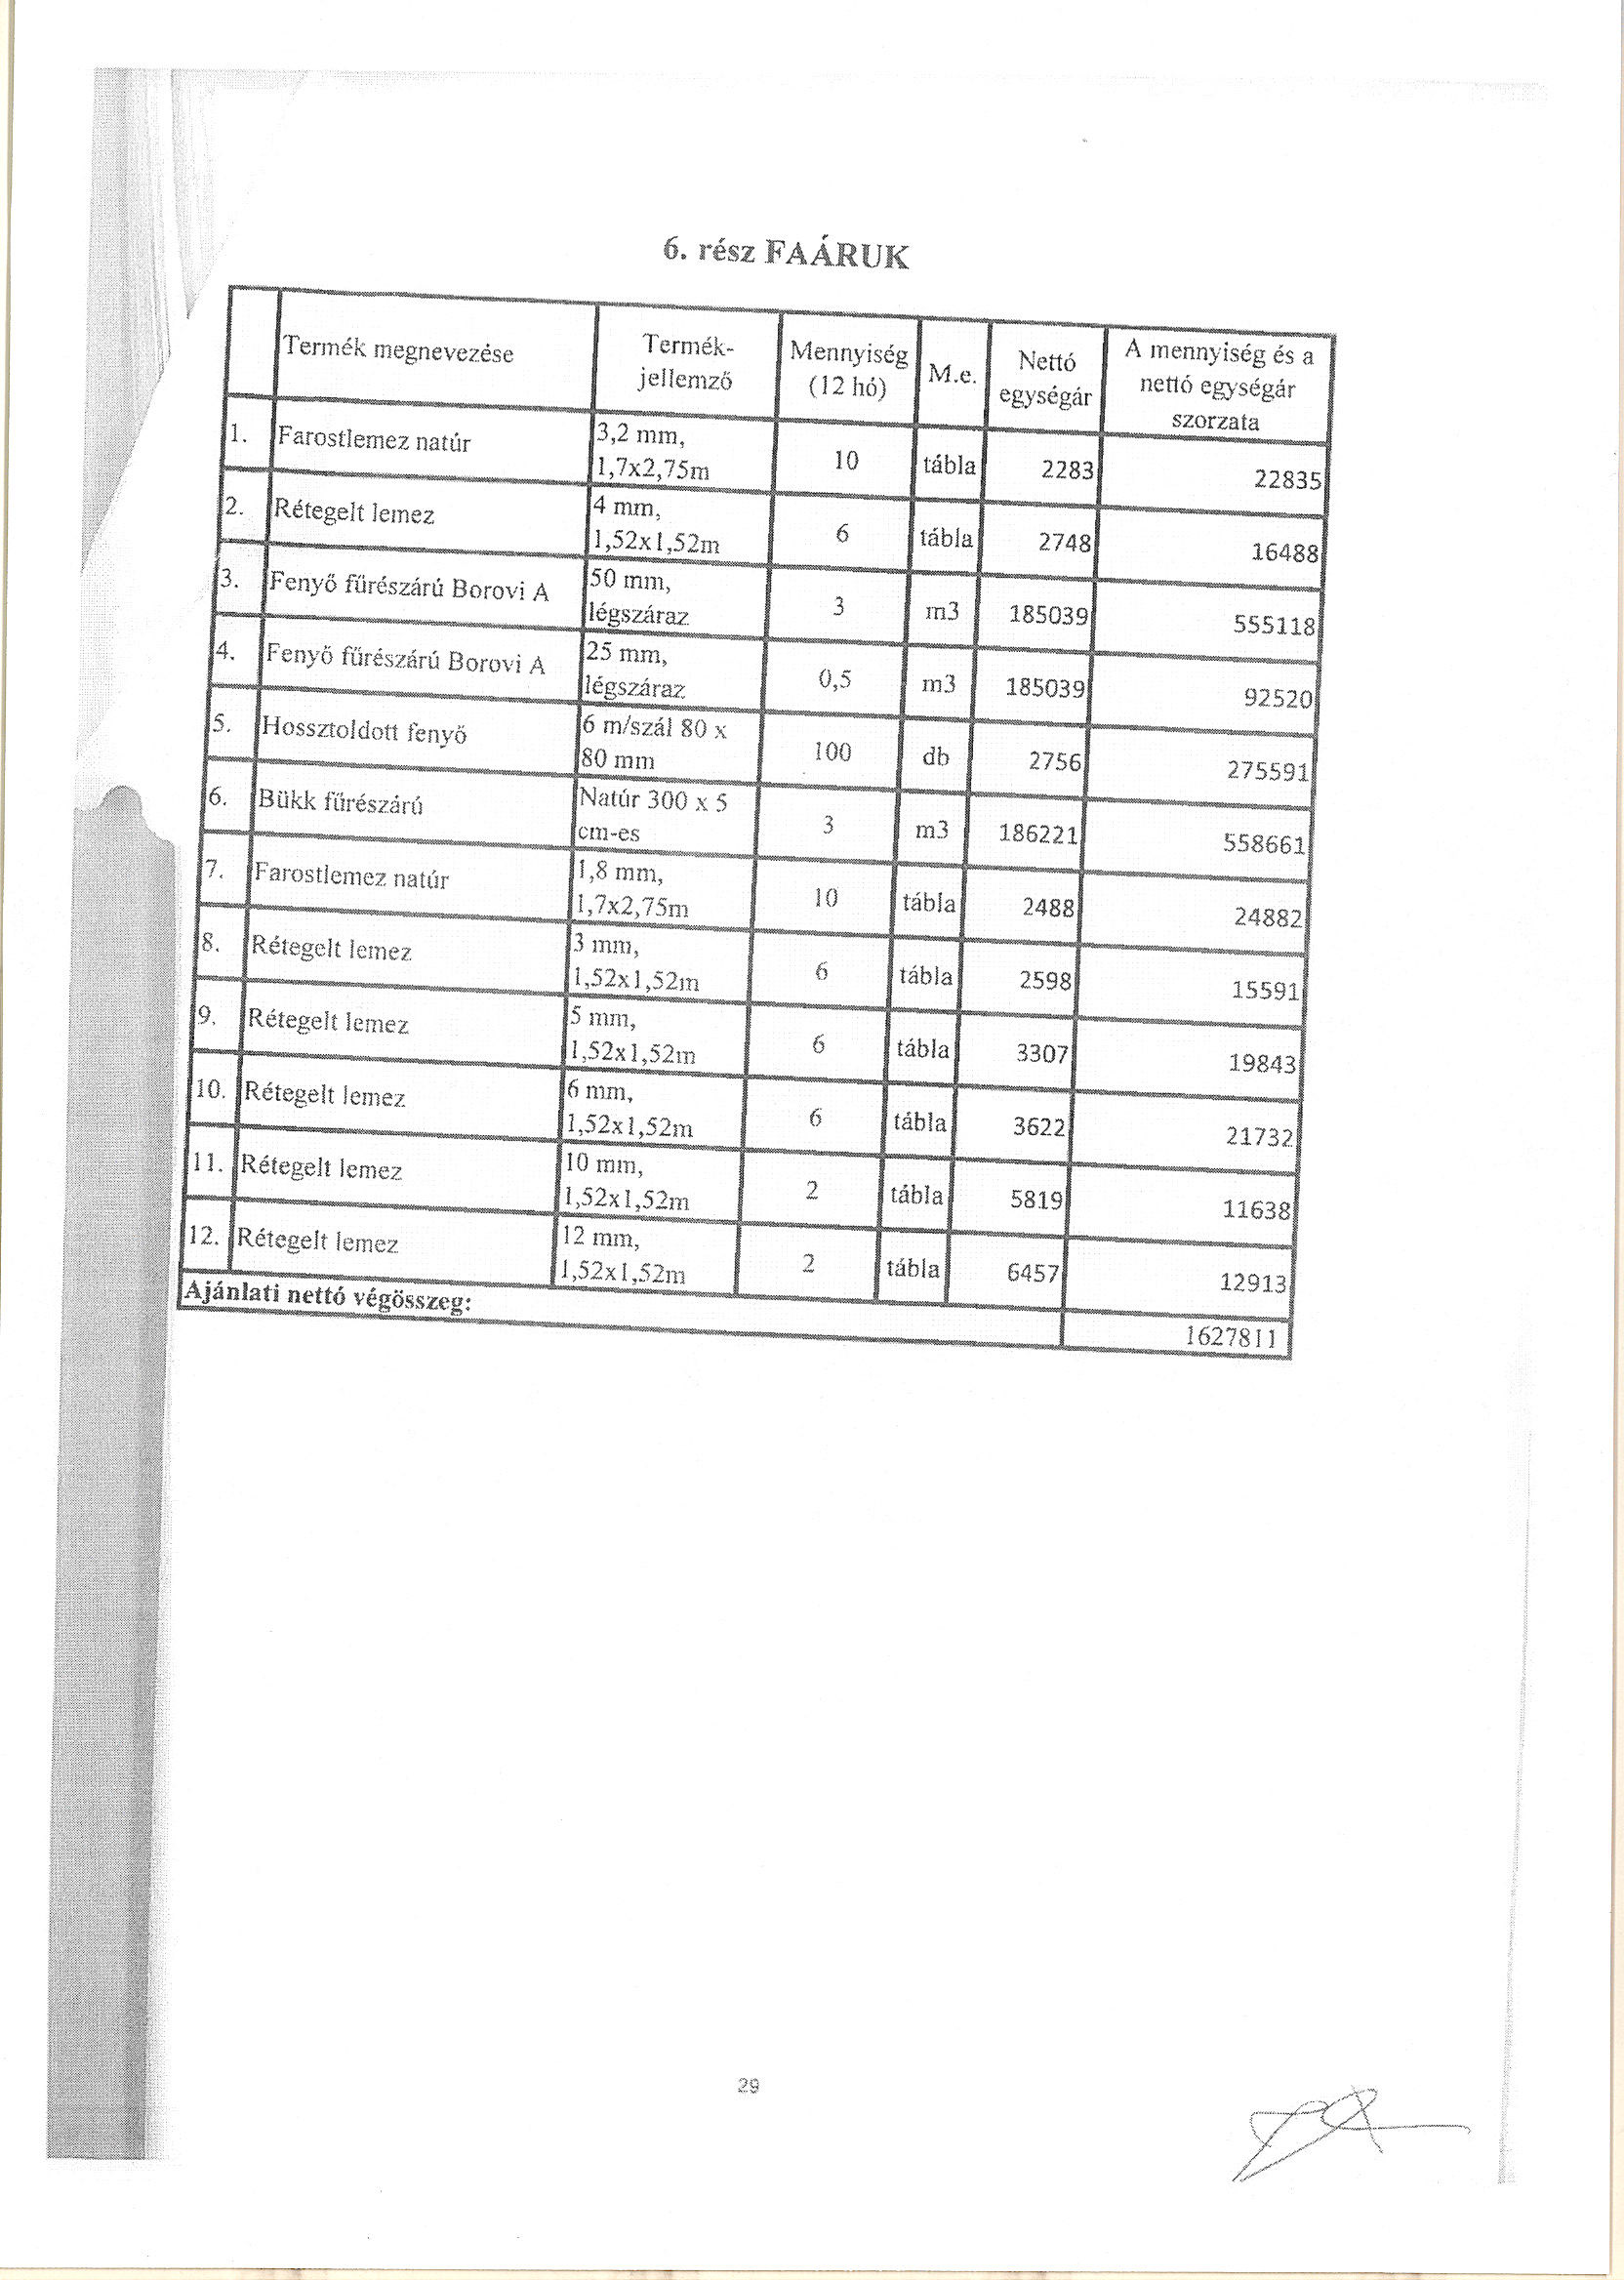 6. rész FAÁRUK
Termék megnevezése Termék-jellemző Mennyiség (12 hó) M.e. Nettó egységár A mennyiség és a nettó egységár szorzata
1. Farostlemez natúr 3,2 mm, 1,7x2,75m 10 tábla 2283 22835
2. Rétegelt lemez 4 mm, 1,52x1,52m 6 tábla 2748 16488
3. Fenyő fűrészárú Borovi A 50 mm, légszáraz 3 m3 185039 555118
4. Fenyő fűrészárú Borovi A 25 mm, légszáraz 0,5 m3 185039 92520
5. Hossztoldott fenyő 6 m/szál 80 x 80 mm 100 db 2756 275591
6. Bükk fűrészárú Natúr 300 x 5 cm-es 3 m3 186221 558661
7. Farostlemez natúr 1,8 mm, 1,7x2,75m 10 tábla 2488 24882
8. Rétegelt lemez 3 mm, 1,52x1,52m 6 tábla 2598 15591
9. Rétegelt lemez 5 mm, 1,52x1,52m 6 tábla 3307 19843
10. Rétegelt lemez 6 mm, 1,52x1,52m 6 tábla 3622 21732
11. Rétegelt lemez 10 mm, 1,52x1,52m 2 tábla 5819 11638
12. Rétegelt lemez 12 mm, 1,52x1,52m 2 tábla 6457 12913
Ajánlati nettó végösszeg: 1627811
29